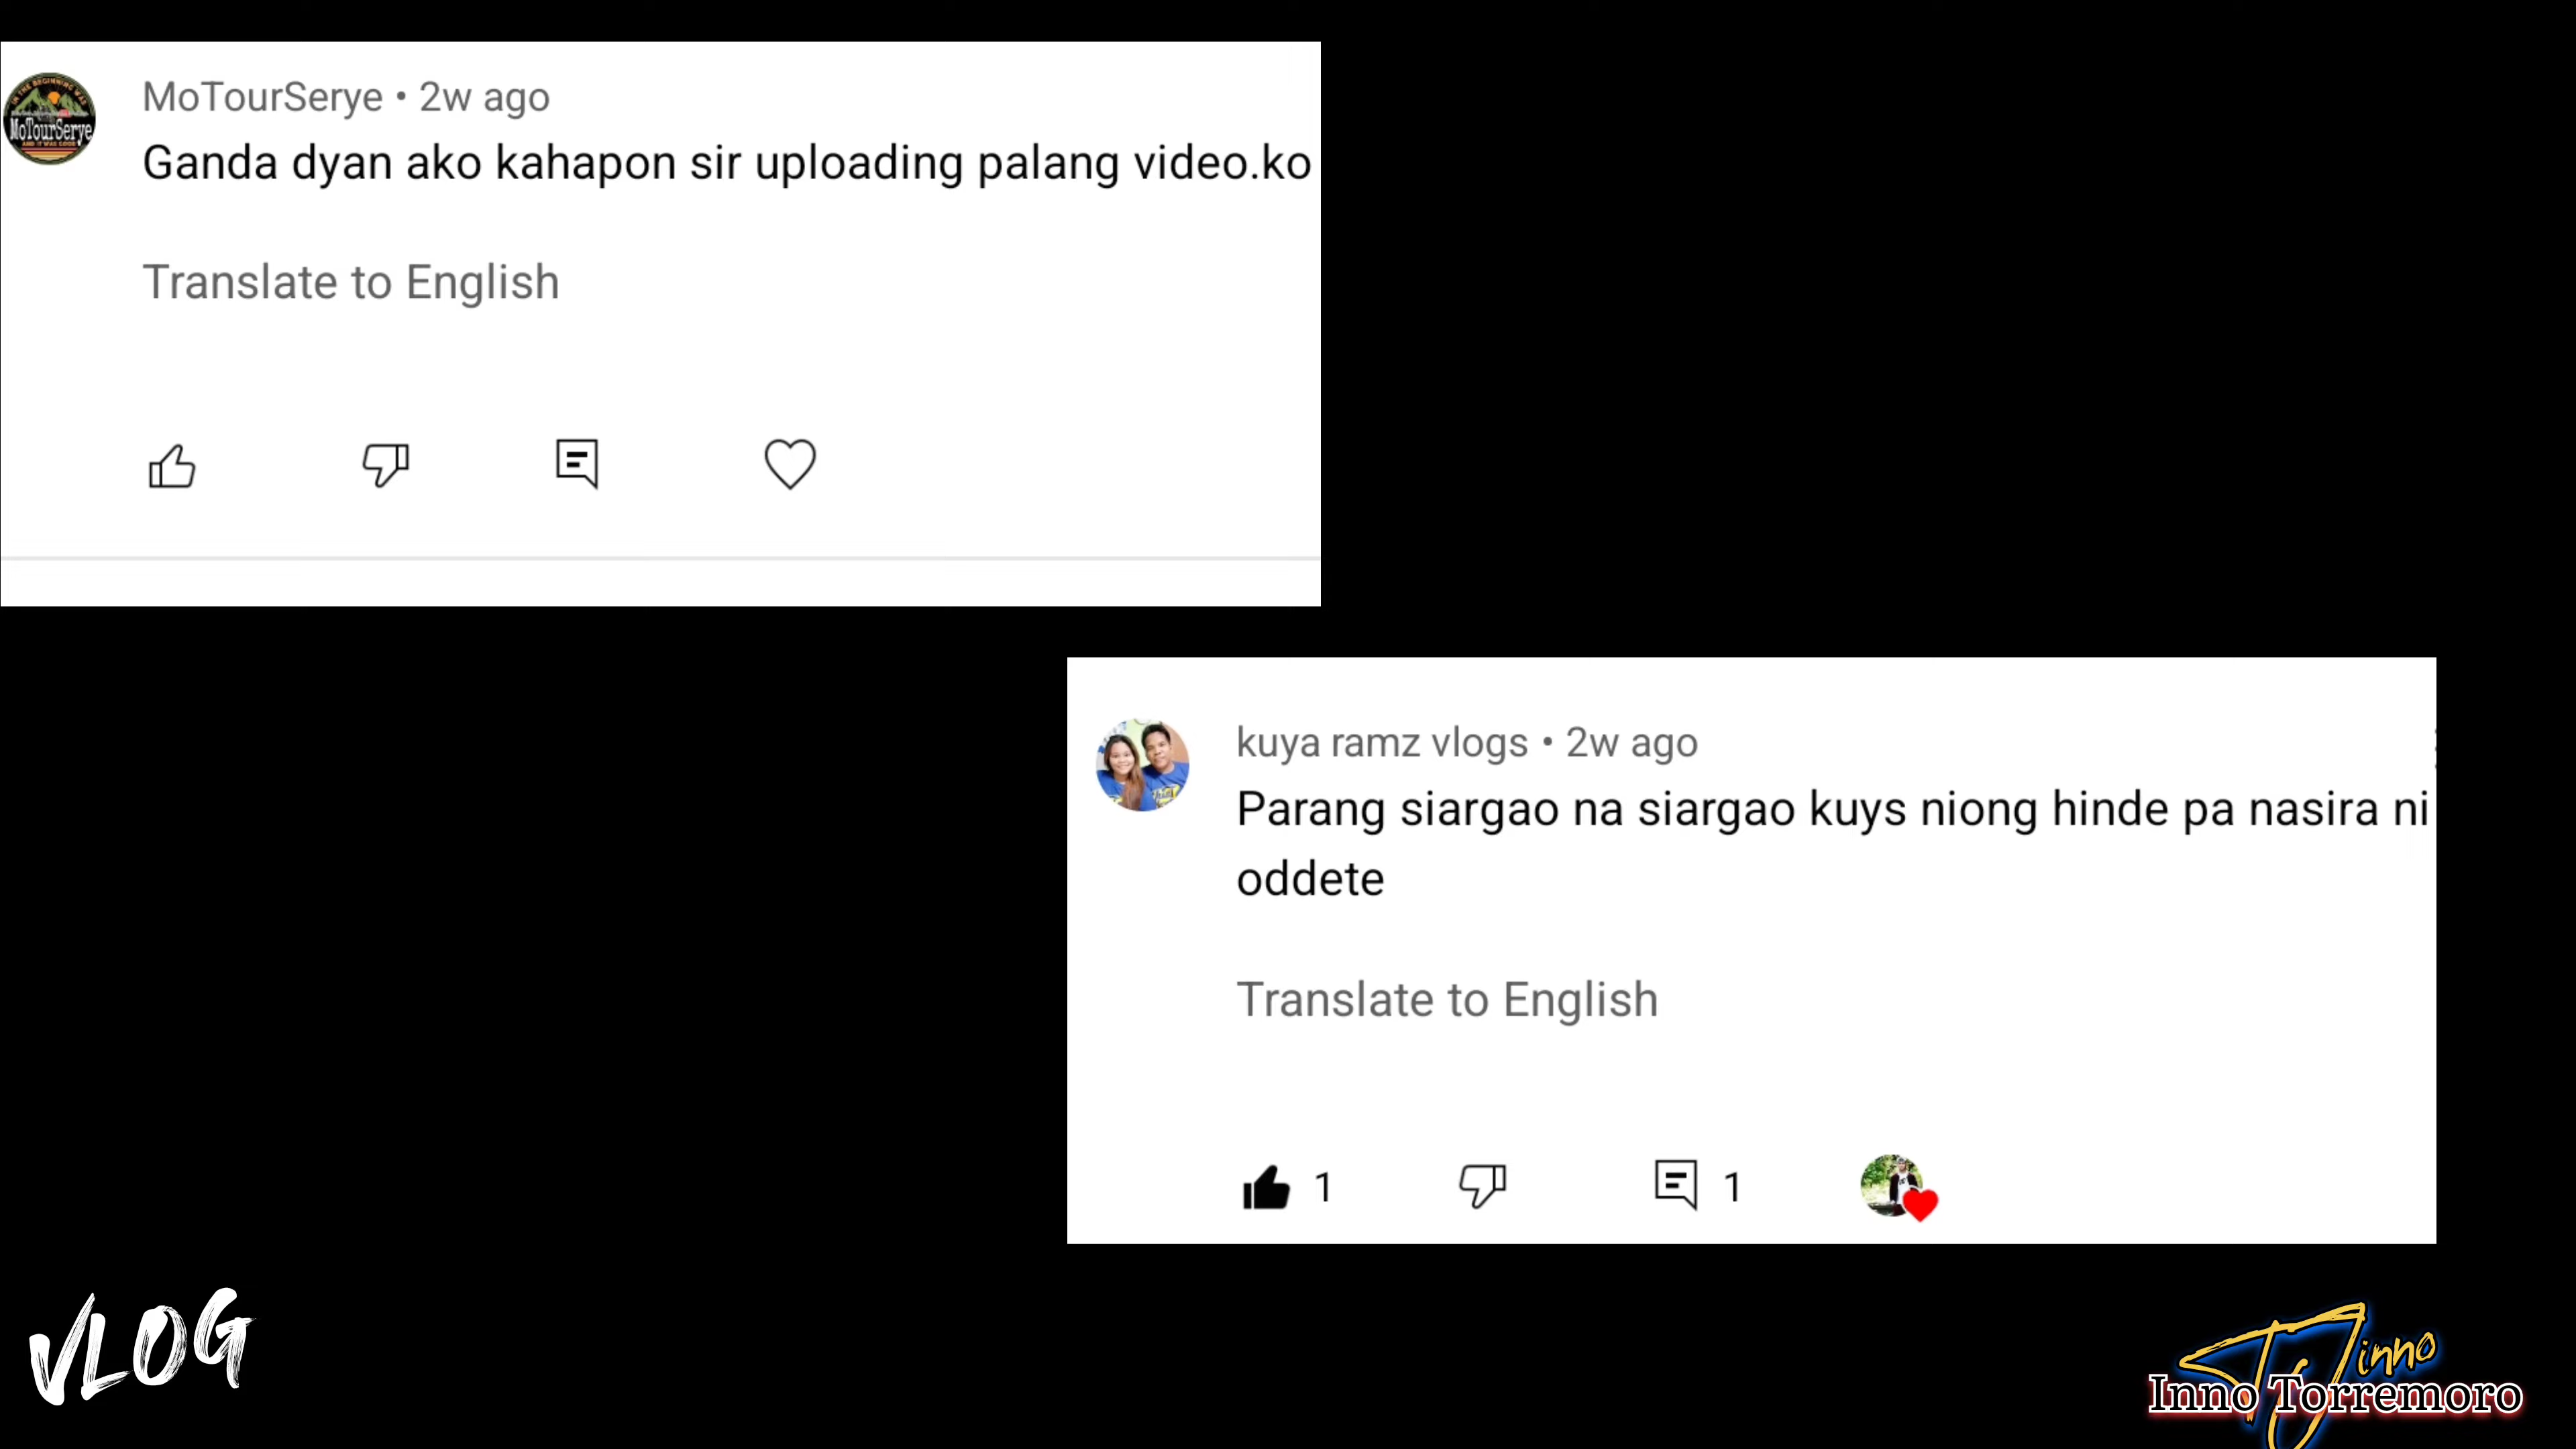 MoTourSerye • 2w ago
MoTourSerye
Ganda dyan ako kahapon sir uploading palang video.ko
Translate to English
kuya ramz vlogs • 2w ago
Parang siargao na siargao kuys niong hinde pa nasira ni
oddete
Translate to English
1
1
VLOG
inno
Inno Torremoro